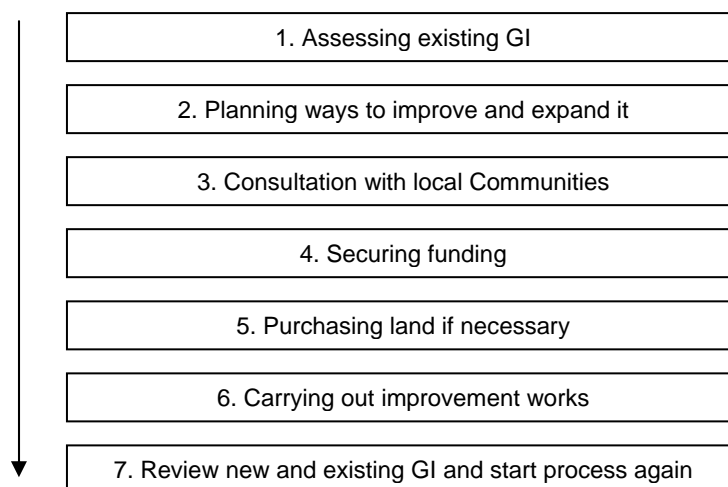 1. Assessing existing GI
2. Planning ways to improve and expand it
3. Consultation with local Communities
4. Securing funding
5. Purchasing land if necessary
6. Carrying out improvement works
7. Review new and existing GI and start process again